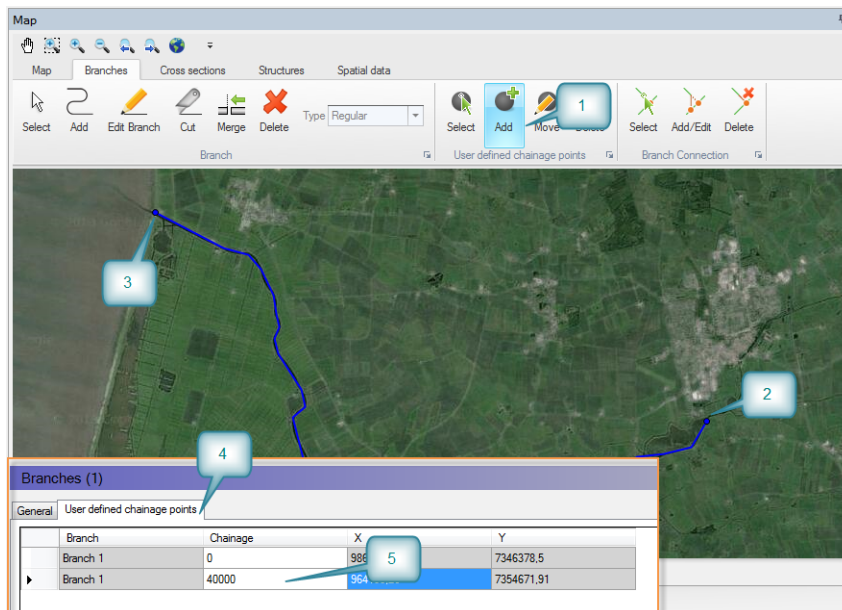 Map
Map Branches Cross sections Structures Spatial data
Select Add Edit Branch Cut Merge Delete Type Regular Select Add Move Select Add/Edit Delete
1
Branch User defined chainage points Branch Connection
3
2
4
Branches (1)
General User defined chainage points
Branch Chainage X Y
Branch 1 0 7346378,5
5
Branch 1 40000 7354671,91